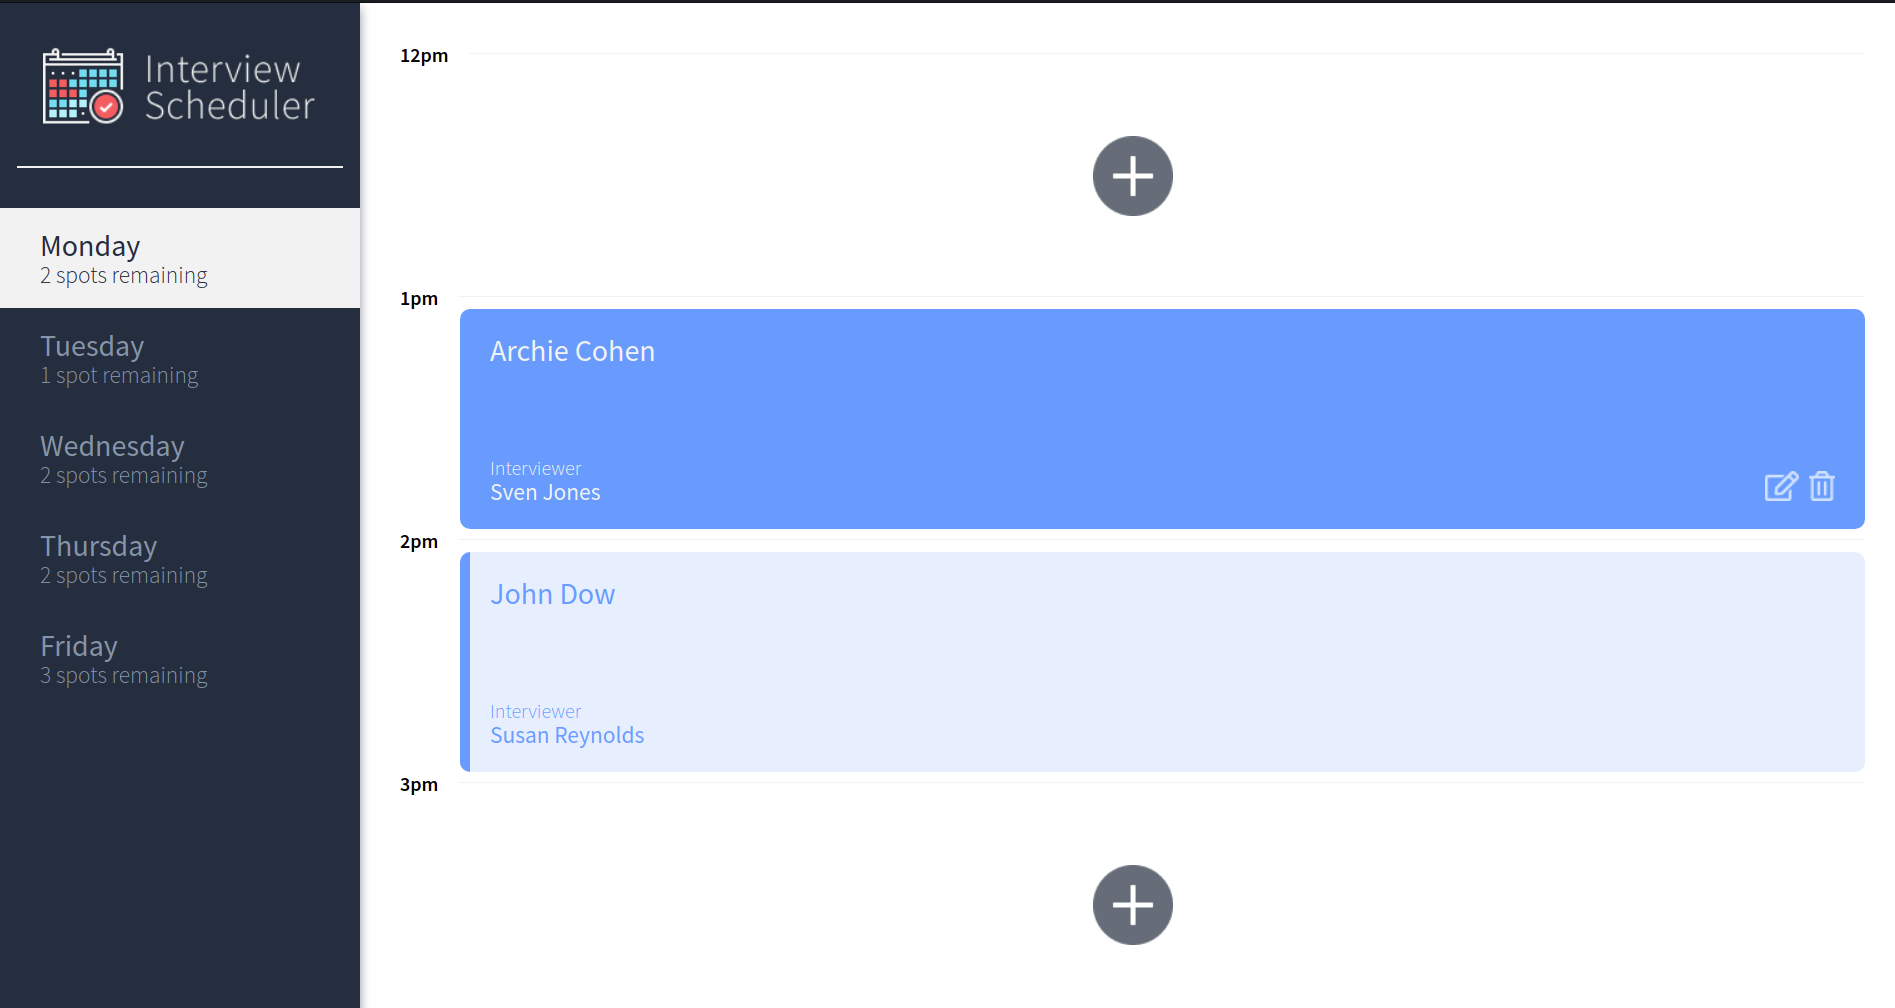 Interview
Scheduler
Monday
2 spots remaining
Tuesday
1 spot remaining
Wednesday
2 spots remaining
Thursday
2 spots remaining
Friday
3 spots remaining
12pm
1pm
Archie Cohen
Interviewer
Sven Jones
2pm
John Dow
Interviewer
Susan Reynolds
3pm